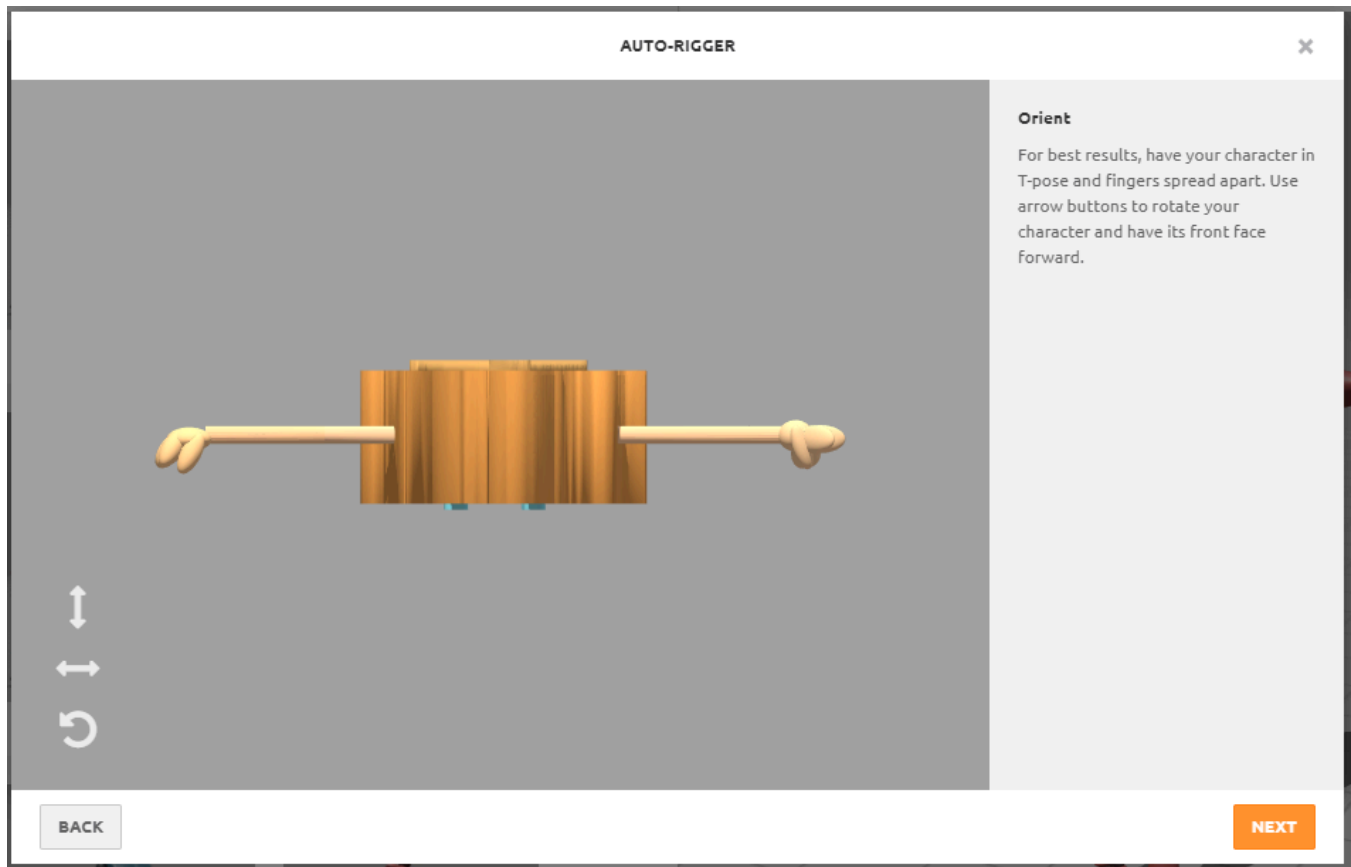 AUTO-RIGGER
Orient
For best results, have your character in
T-pose and fingers spread apart. Use
arrow buttons to rotate your
character and have its front face
forward.
BACK
NEXT